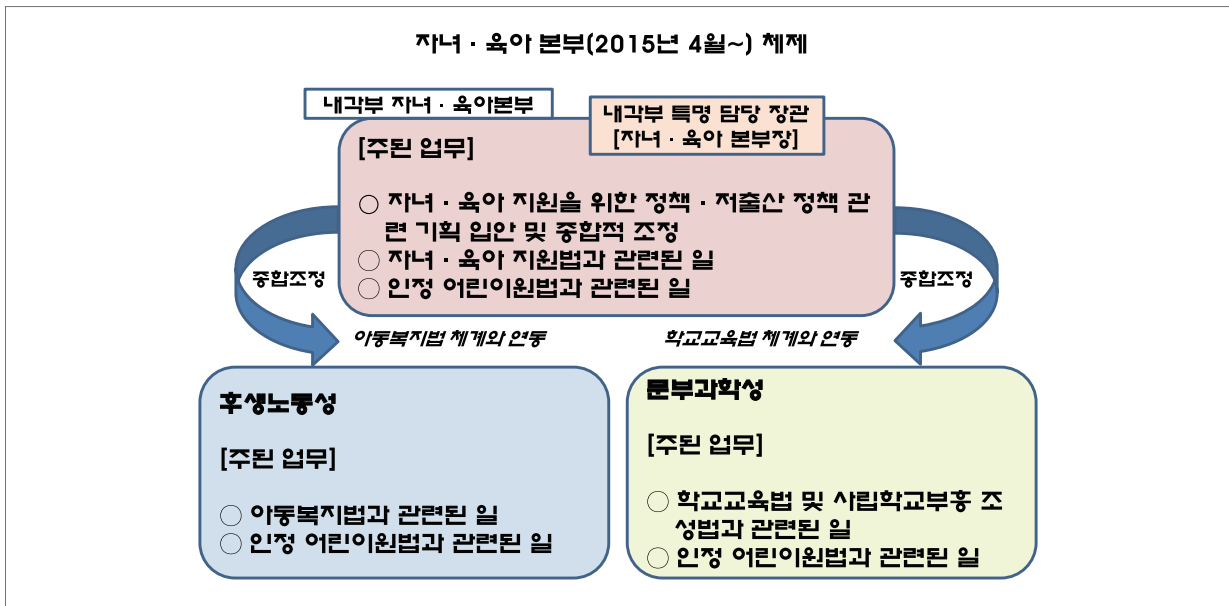 자녀 · 육아 본부(2015년 4월~) 체제
내각부 자녀 · 육아본부
내각부 특명 담당 장관
[자녀 · 육아 본부장]
[주된 업무]
○ 자녀 · 육아 지원을 위한 정책 · 저출산 정책 관
련 기획 입안 및 종합적 조정
○ 자녀 · 육아 지원법과 관련된 일
○ 인정 어린이원법과 관련된 일
종합조정
종합조정
아동복지법 체계와 연동
학교교육법 체계와 연동
후생노동성
[주된 업무]
○ 아동복지법과 관련된 일
○ 인정 어린이원법과 관련된 일
문부과학성
[주된 업무]
○ 학교교육법 및 사립학교부흥 조
성법과 관련된 일
○ 인정 어린이원법과 관련된 일